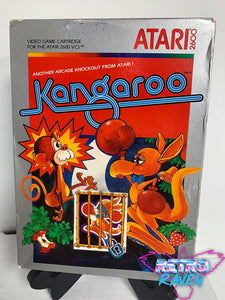 VIDEO GAME CARTRIDGE
FOR THE ATARI 2600 VCS™
ATARI
2600
ANOTHER ARCADE KNOCKOUT FROM ATARI!
Kangaroo
RETRO
RAVEN